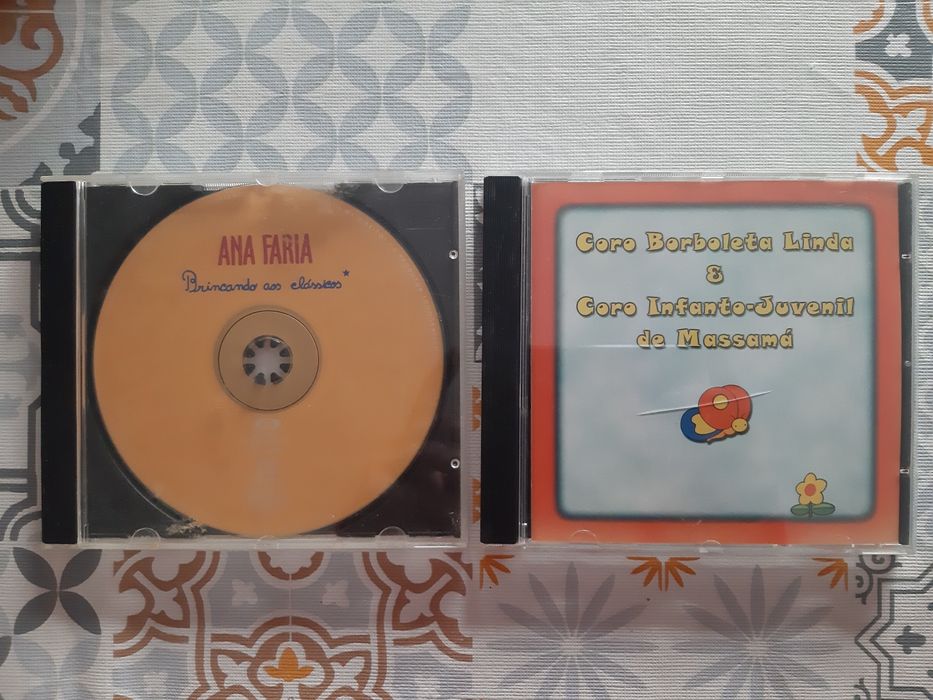 ANA FARIA
Brincando aos clássicos*
Coro Borboleta Linda
&
Coro Infanto-Juvenil
de Massamá